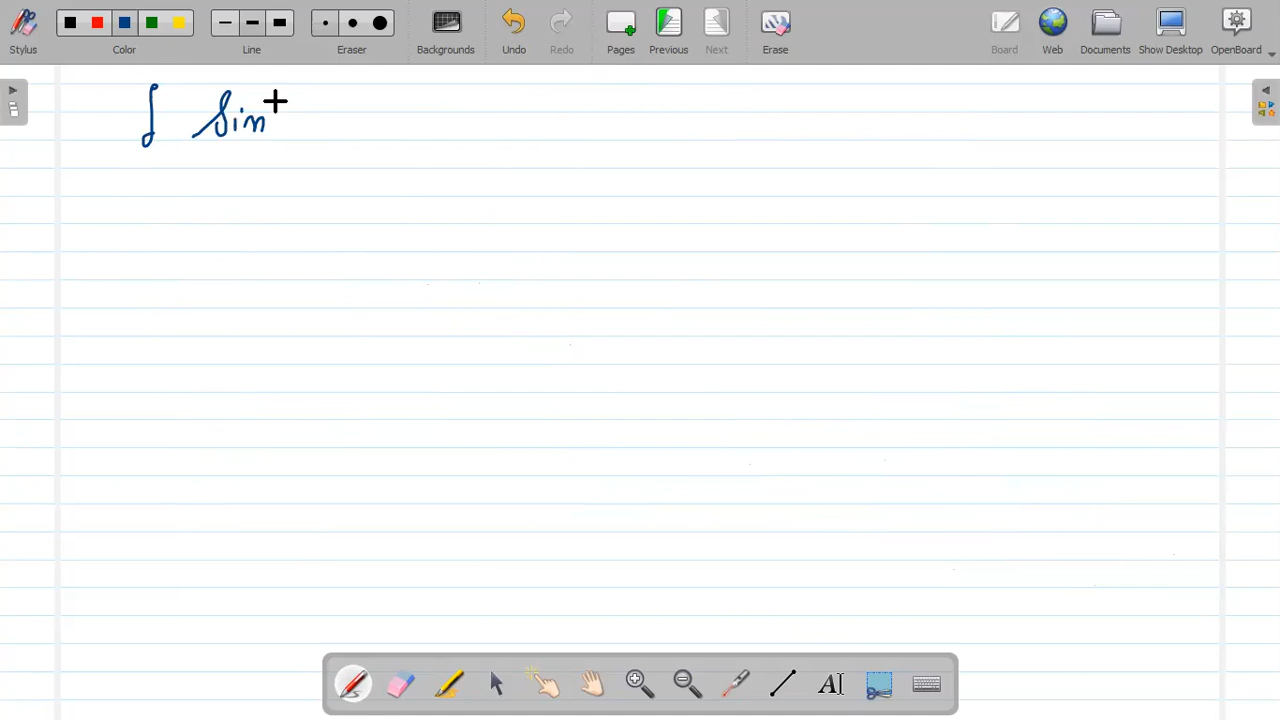 Stylus Color Line Eraser Backgrounds Undo Redo Pages Previous Next Erase Board Web Documents Show Desktop OpenBoard
∫ Sin